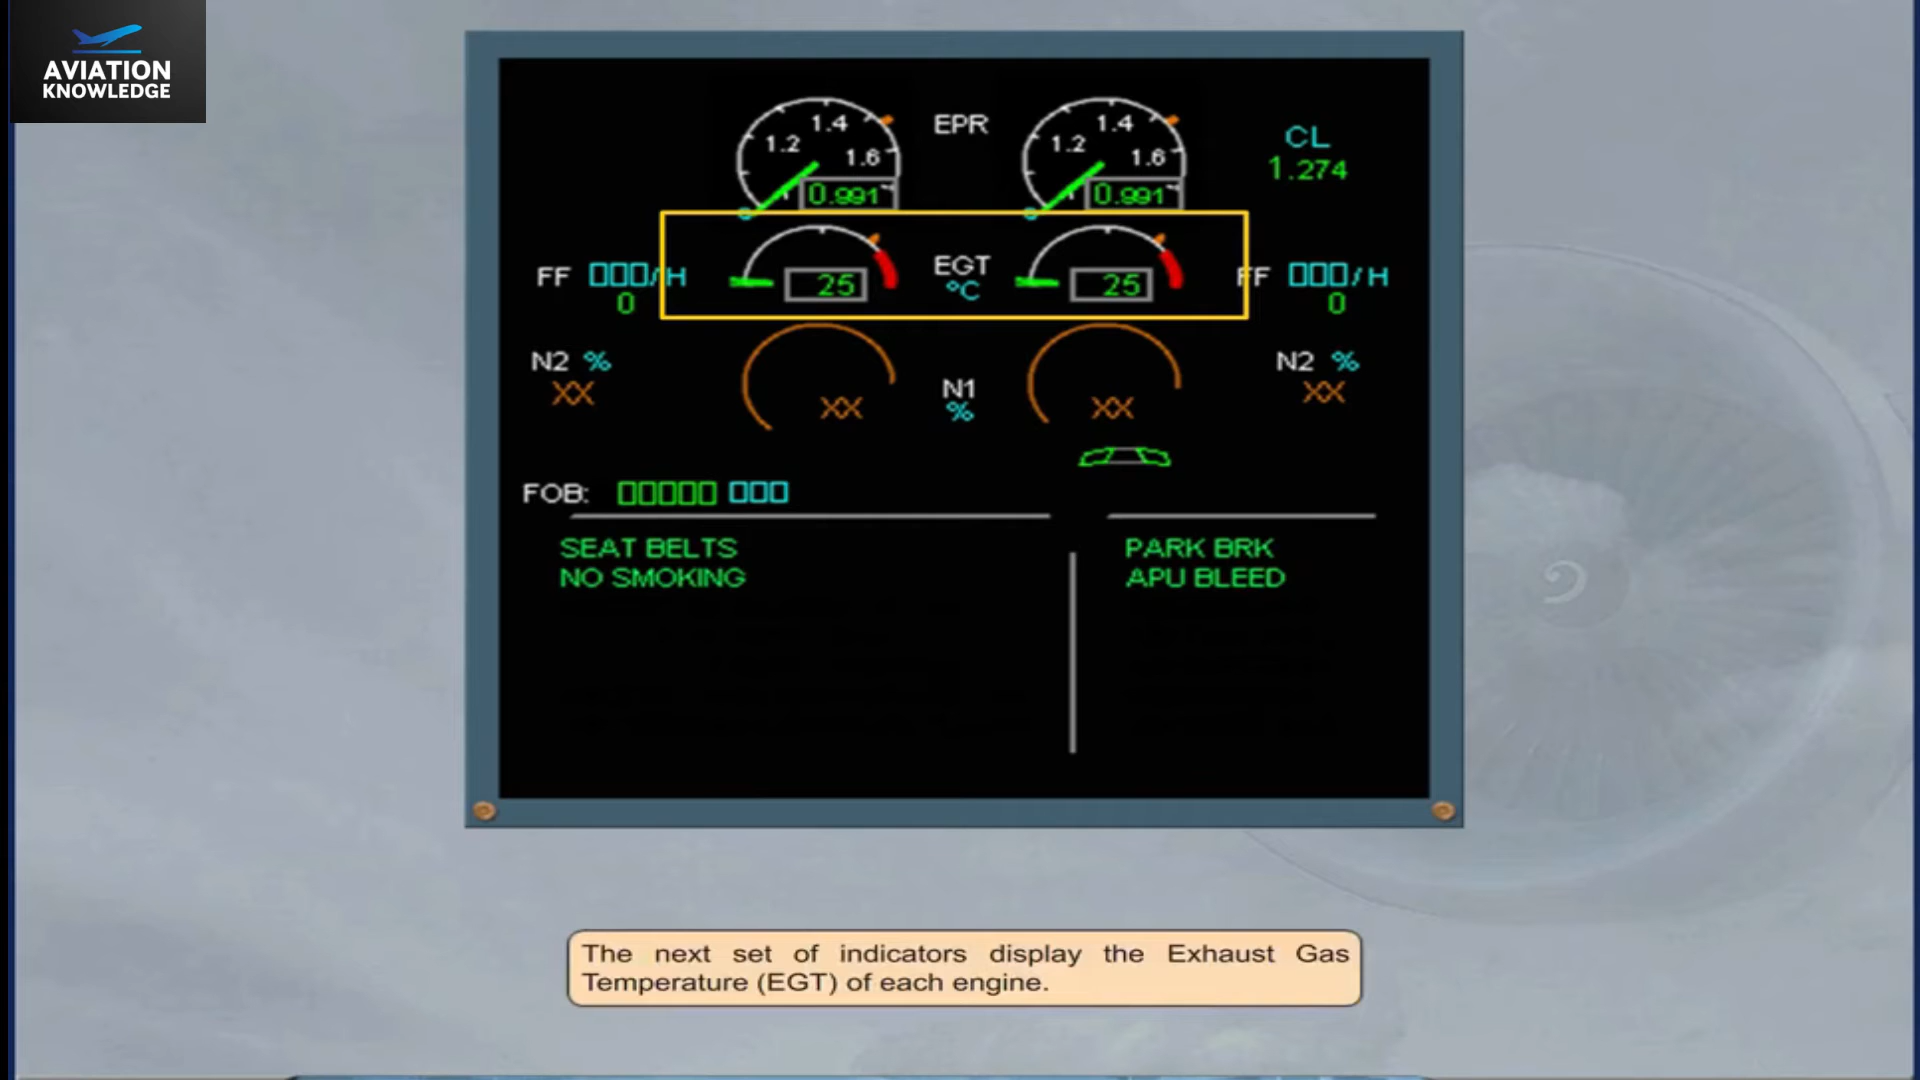 AVIATION
KNOWLEDGE
1.2 1.4 1.6
0.991
EPR
1.2 1.4 1.6
0.991
CL
1.274
FF /H
0
25
EGT
°C
25
FF /H
0
N2 %
XX
XX
N1
%
XX
N2 %
XX
FOB:
SEAT BELTS
NO SMOKING
PARK BRK
APU BLEED
The next set of indicators display the Exhaust Gas
Temperature (EGT) of each engine.